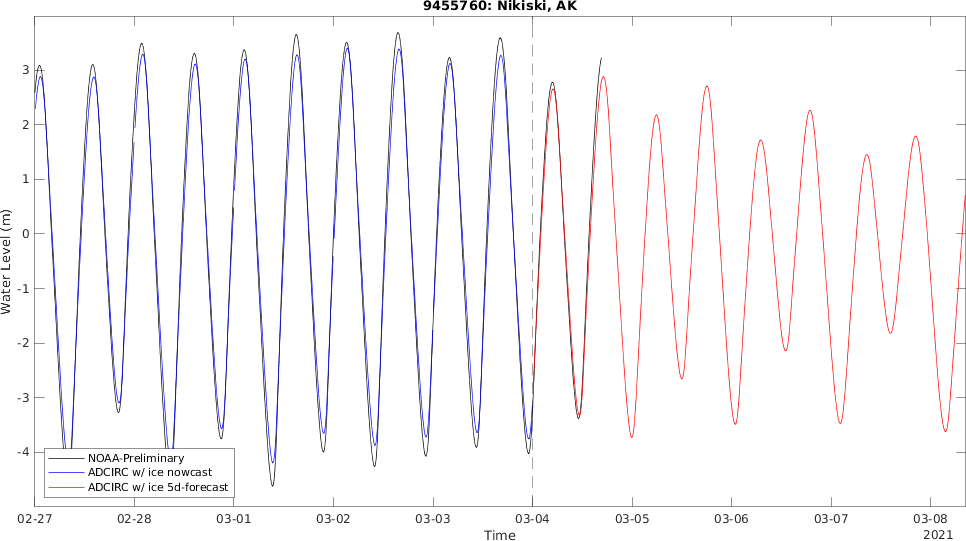 9455760: Nikiski, AK
3
2
1
0
-1
-2
-3
-4
Water Level (m)
NOAA-Preliminary
ADCIRC w/ ice nowcast
ADCIRC w/ ice 5d-forecast
02-27 02-28 03-01 03-02 03-03 03-04 03-05 03-06 03-07 03-08
Time 2021